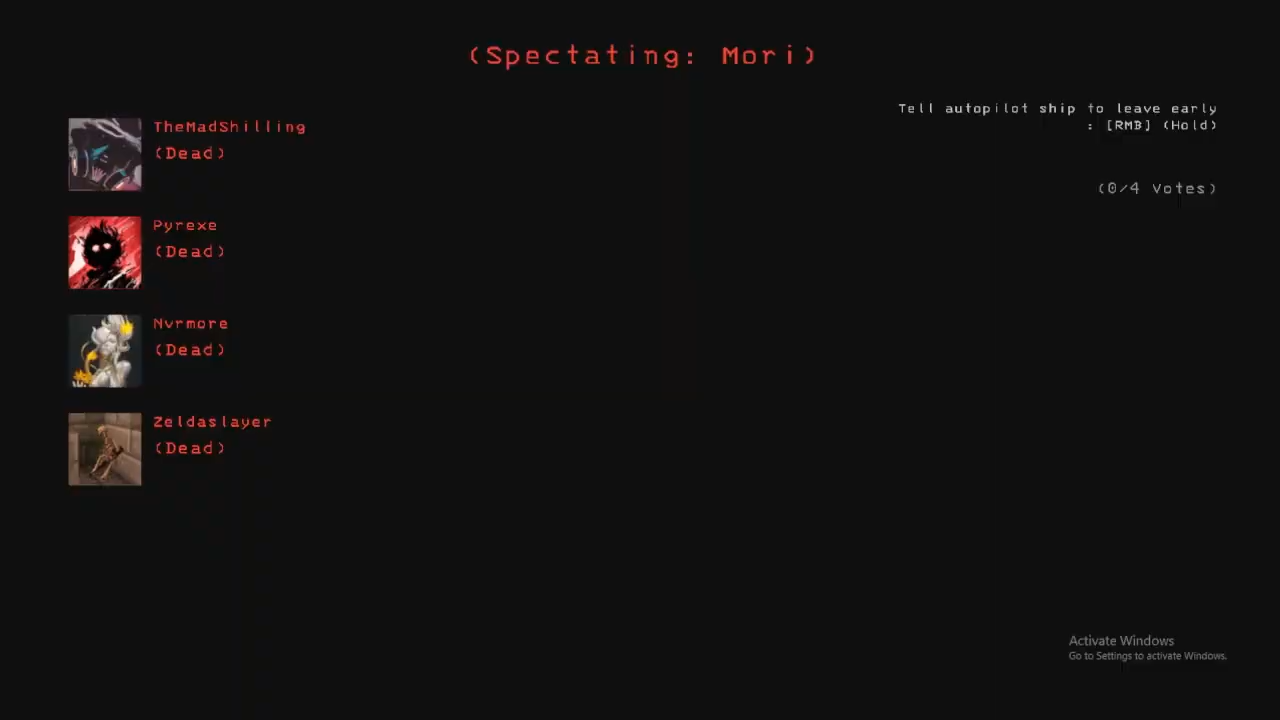 (Spectating: Mori)
TheMadShilling
(Dead)
Pyrexe
(Dead)
Nvrmore
(Dead)
Zeldaslayer
(Dead)
Tell autopilot ship to leave early
: [RMB] (Hold)
(0/4 Votes)
Activate Windows
Go to Settings to activate Windows.